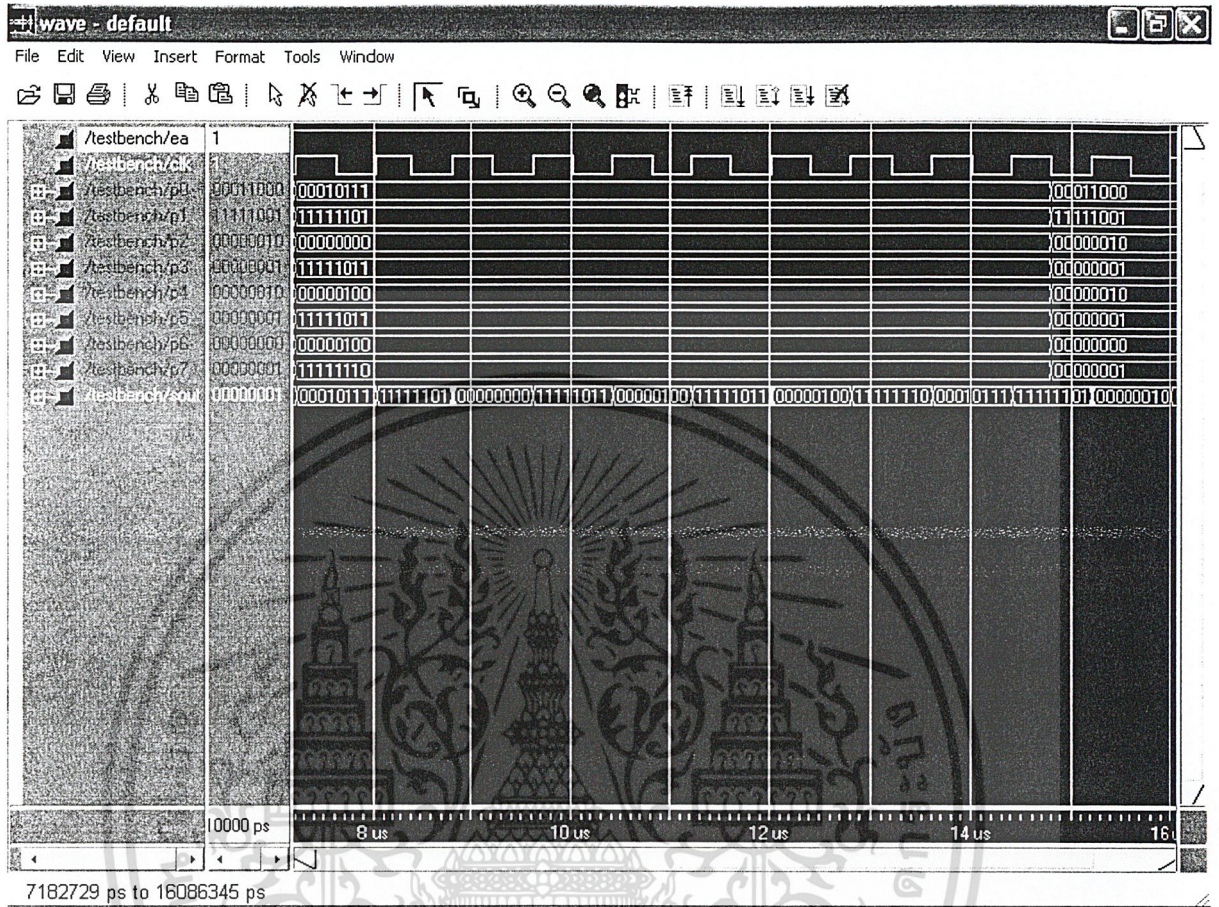 wave - default
File Edit View Insert Format Tools Window
/testbench/ea 1
/testbench/clk 1
/testbench/p0 00011000 00010111 00011000
/testbench/p1 11111001 11111101 11111001
/testbench/p2 00000010 00000000 00000010
/testbench/p3 00000001 11111011 00000001
/testbench/p4 00000010 00000100 00000010
/testbench/p5 00000001 11111011 00000001
/testbench/p6 00000000 00000100 00000000
/testbench/p7 00000001 11111110 00000001
/testbench/sout 00000001 00010111 11111101 00000000 11111011 00000100 11111011 00000100 11111110 00010111 11111101 00000010
10000 ps 8 us 10 us 12 us 14 us 16 u
7182729 ps to 16086345 ps